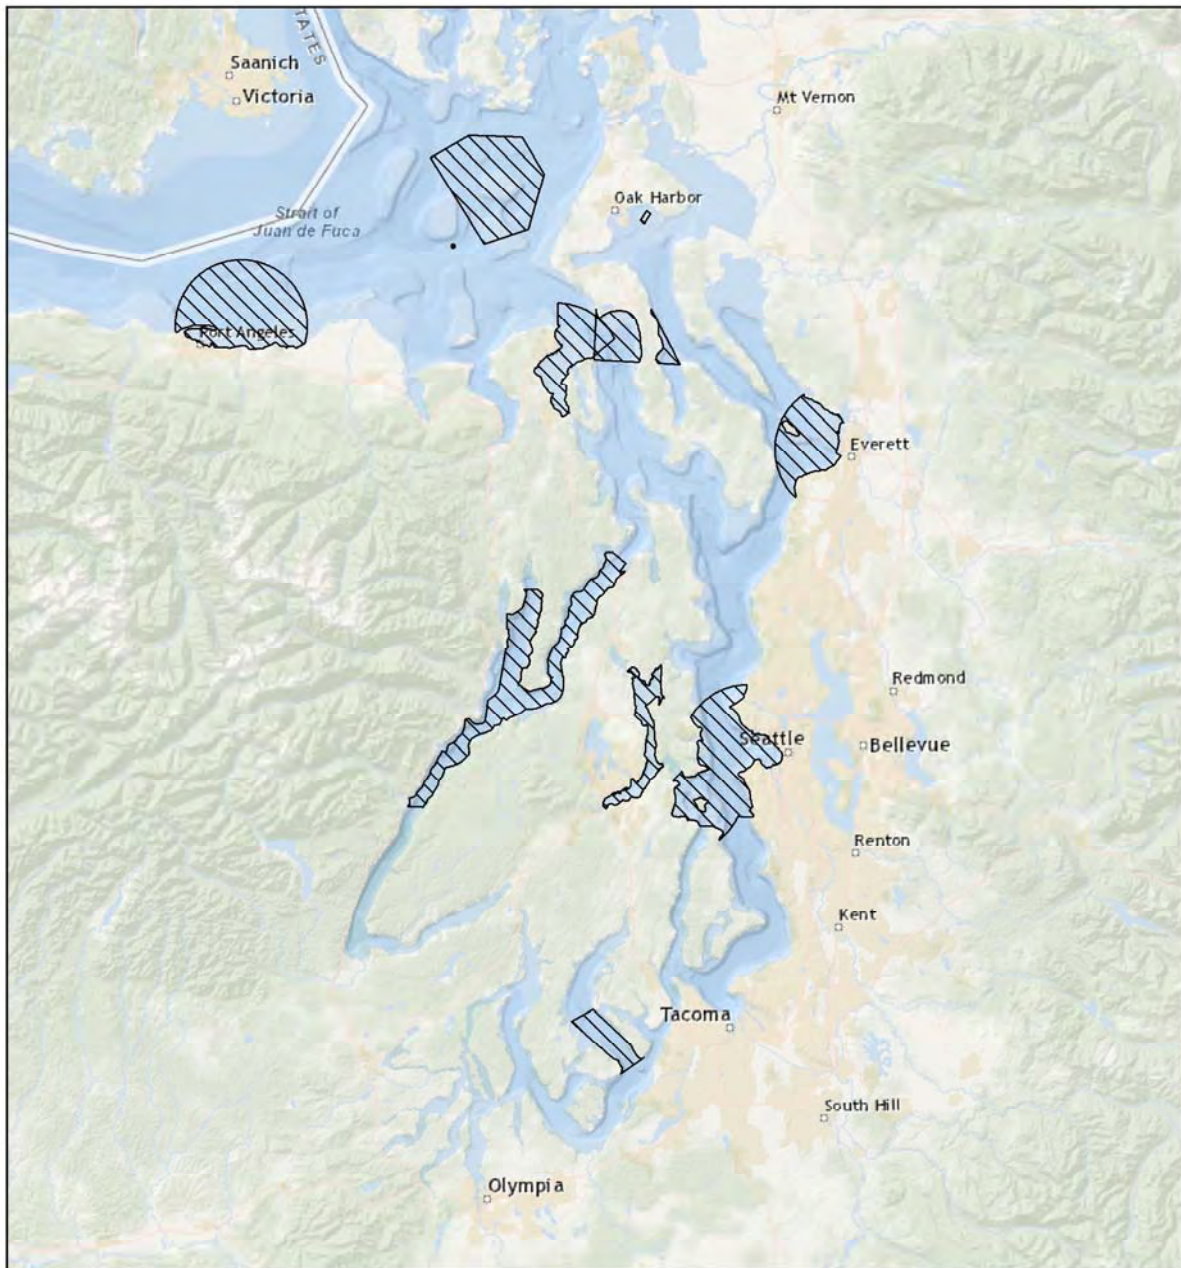 TATES
Saanich
Victoria
Mt Vernon
Oak Harbor
Strait of
Juan de Fuca
Port Angeles
Everett
Redmond
Seattle
Bellevue
Renton
Kent
Tacoma
South Hill
Olympia